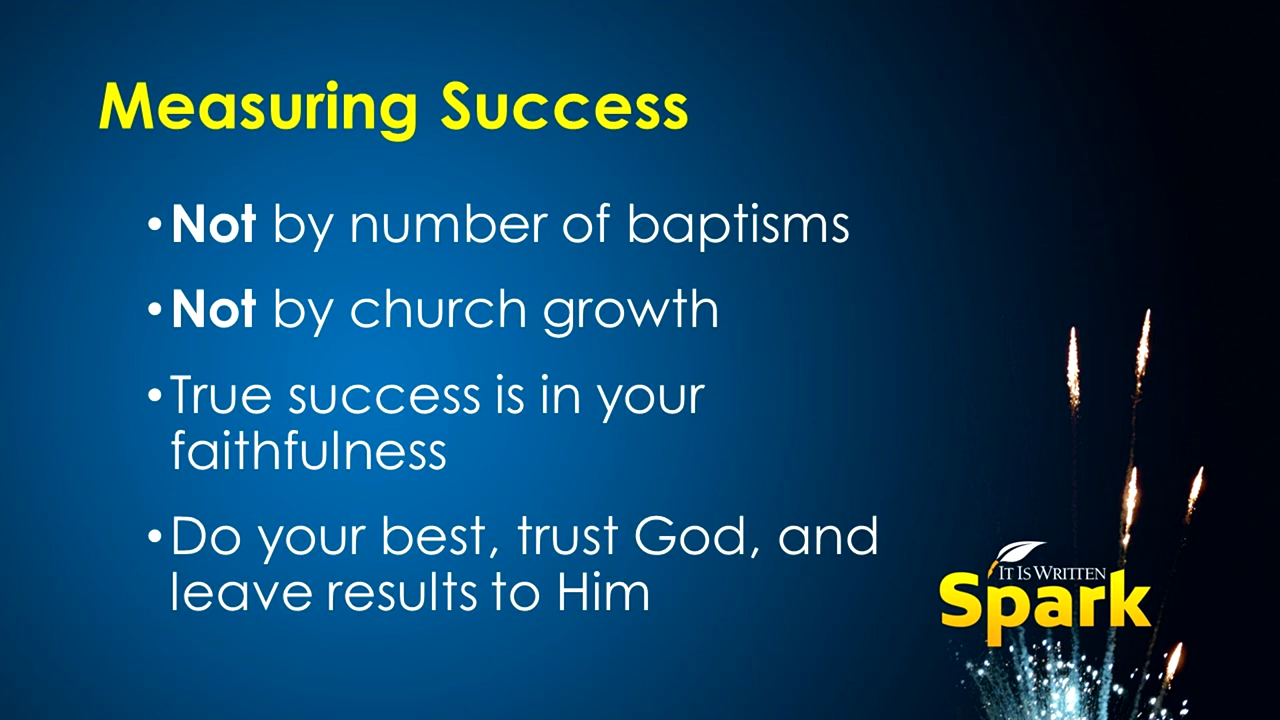 Measuring Success
•Not by number of baptisms
•Not by church growth
•True success is in your
faithfulness
•Do your best, trust God, and
leave results to Him
IT IS WRITTEN
Spark